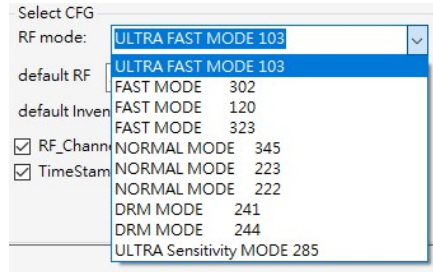 Select CFG
RF mode: ULTRA FAST MODE 103
ULTRA FAST MODE 103
default RF
FAST MODE 302
default Inven
FAST MODE 120
FAST MODE 323
RF_Chann
NORMAL MODE 345
TimeStam
NORMAL MODE 223
NORMAL MODE 222
DRM MODE 241
DRM MODE 244
ULTRA Sensitivity MODE 285